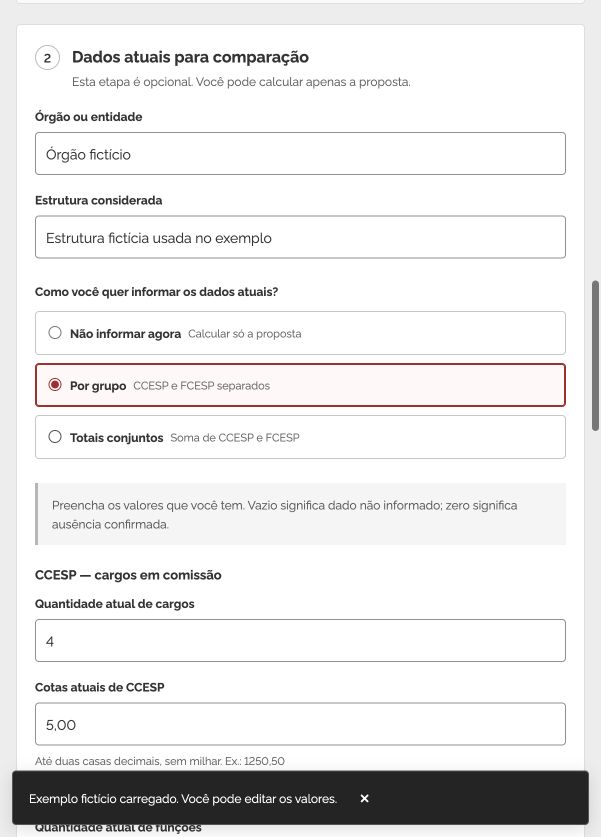 2 Dados atuais para comparação
Esta etapa é opcional. Você pode calcular apenas a proposta.
Órgão ou entidade
Órgão fictício
Estrutura considerada
Estrutura fictícia usada no exemplo
Como você quer informar os dados atuais?
Não informar agora Calcular só a proposta
Por grupo CCESP e FCESP separados
Totais conjuntos Soma de CCESP e FCESP
Preencha os valores que você tem. Vazio significa dado não informado; zero significa
ausência confirmada.
CCESP — cargos em comissão
Quantidade atual de cargos
4
Cotas atuais de CCESP
5,00
Até duas casas decimais, sem milhar. Ex.: 1250,50
Exemplo fictício carregado. Você pode editar os valores. ×
Quantidade atual de funções